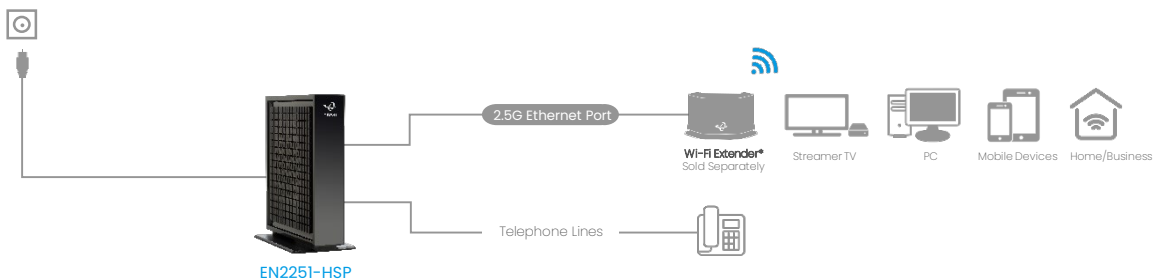 2.5G Ethernet Port
Wi-Fi Extender*
Sold Separately
Streamer TV
PC
Mobile Devices
Home/Business
Telephone Lines
EN2251-HSP